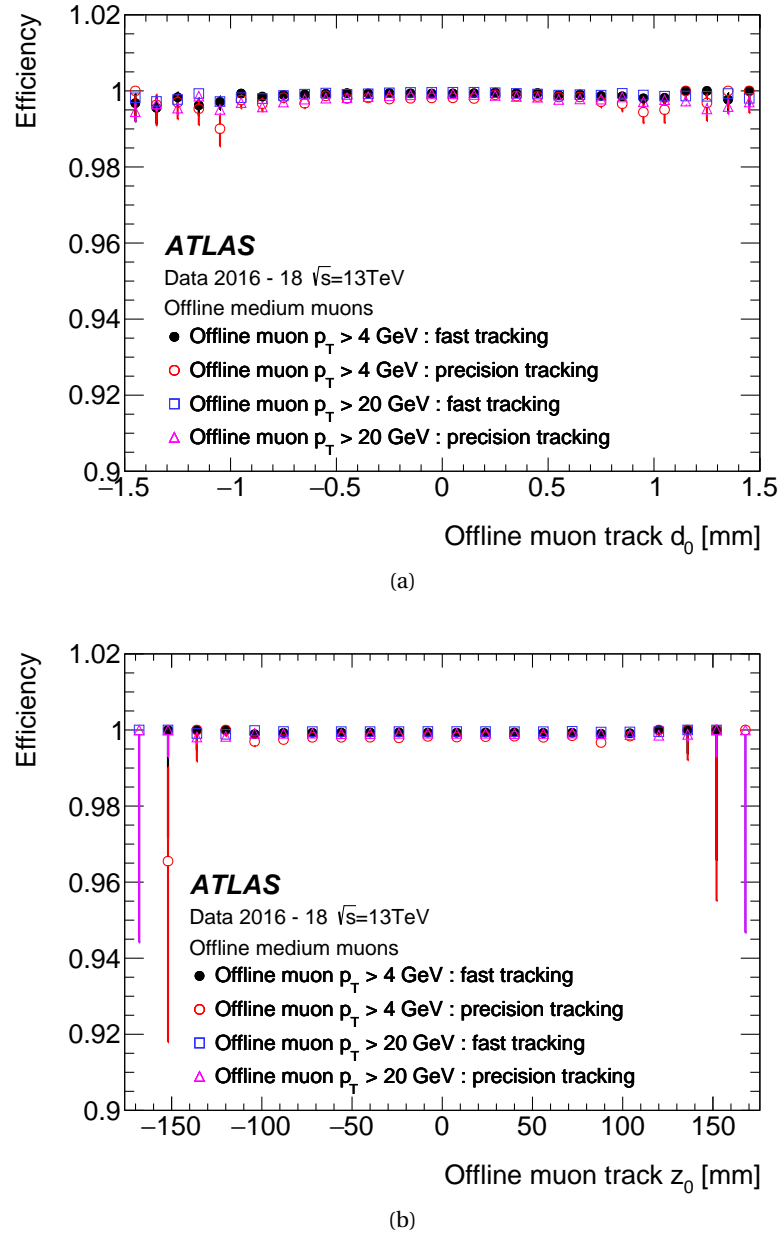 1.02
Efficiency
1
0.98
0.96
ATLAS
Data 2016 - 18 √s=13TeV
0.94
Offline medium muons
Offline muon p_T > 4 GeV : fast tracking
Offline muon p_T > 4 GeV : precision tracking
0.92
Offline muon p_T > 20 GeV : fast tracking
Offline muon p_T > 20 GeV : precision tracking
0.9
−1.5 −1 −0.5 0 0.5 1 1.5
Offline muon track d_0 [mm]
(a)
1.02
Efficiency
1
0.98
0.96
ATLAS
Data 2016 - 18 √s=13TeV
0.94
Offline medium muons
Offline muon p_T > 4 GeV : fast tracking
Offline muon p_T > 4 GeV : precision tracking
0.92
Offline muon p_T > 20 GeV : fast tracking
Offline muon p_T > 20 GeV : precision tracking
0.9
−150 −100 −50 0 50 100 150
Offline muon track z_0 [mm]
(b)